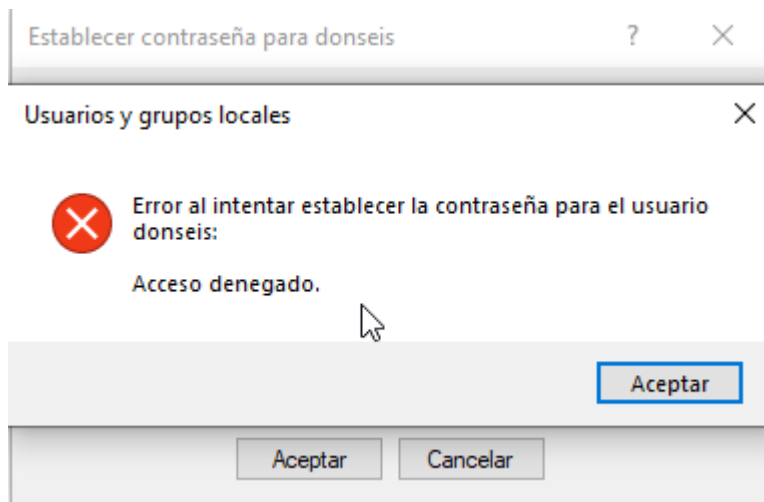 Establecer contraseña para donseis
?
Usuarios y grupos locales
Error al intentar establecer la contraseña para el usuario
donseis:
Acceso denegado.
Aceptar
Aceptar Cancelar